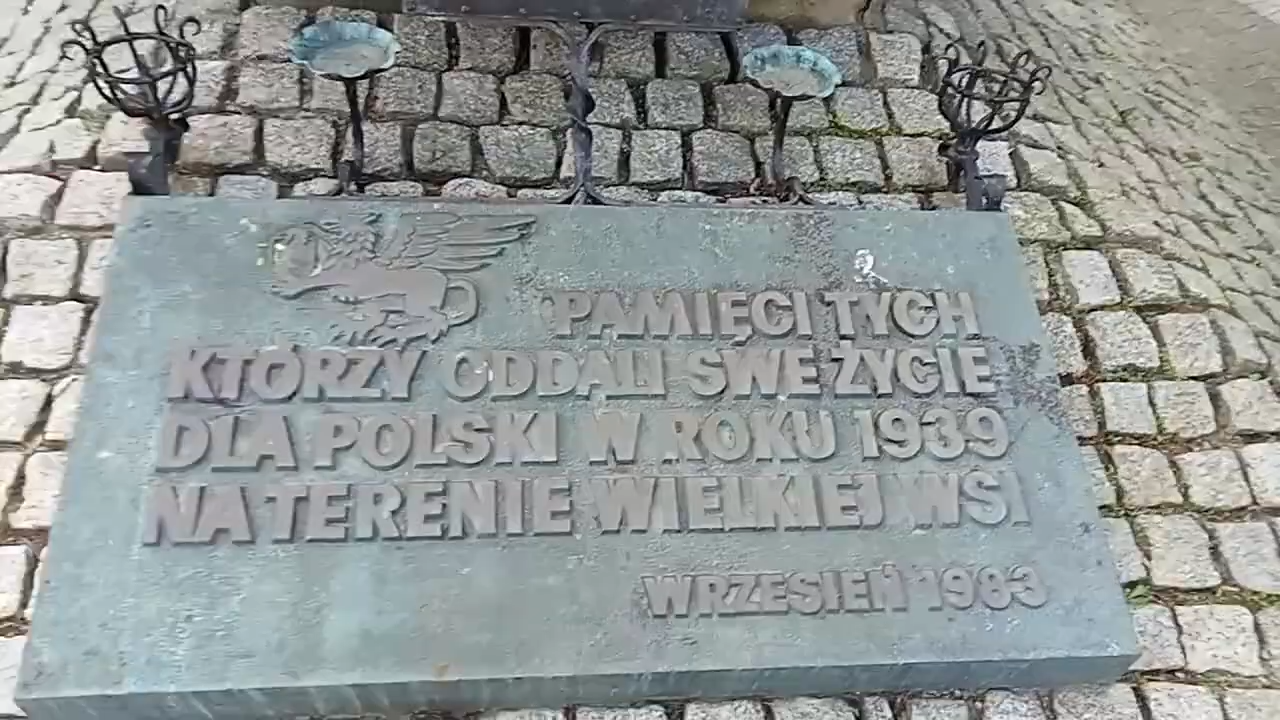 PAMIĘCI TYCH
KTÓRZY ODDALI SWE ŻYCIE
DLA POLSKI W ROKU 1939
NA TERENIE WIELKIEJ WSI
WRZESIEŃ 1983